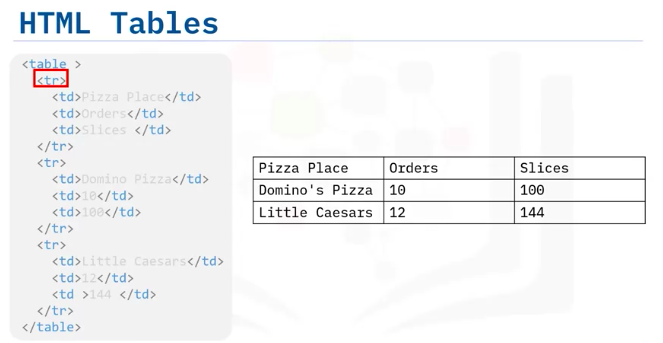 HTML Tables
<table >
<tr>
<td>Pizza Place</td>
<td>Orders</td>
<td>Slices </td>
</tr>
<tr>
<td>Domino Pizza</td>
<td>10</td>
<td>100</td>
</tr>
<tr>
<td>Little Caesars</td>
<td>12</td>
<td >144 </td>
</tr>
</table>
Pizza Place Orders Slices
Domino's Pizza 10 100
Little Caesars 12 144